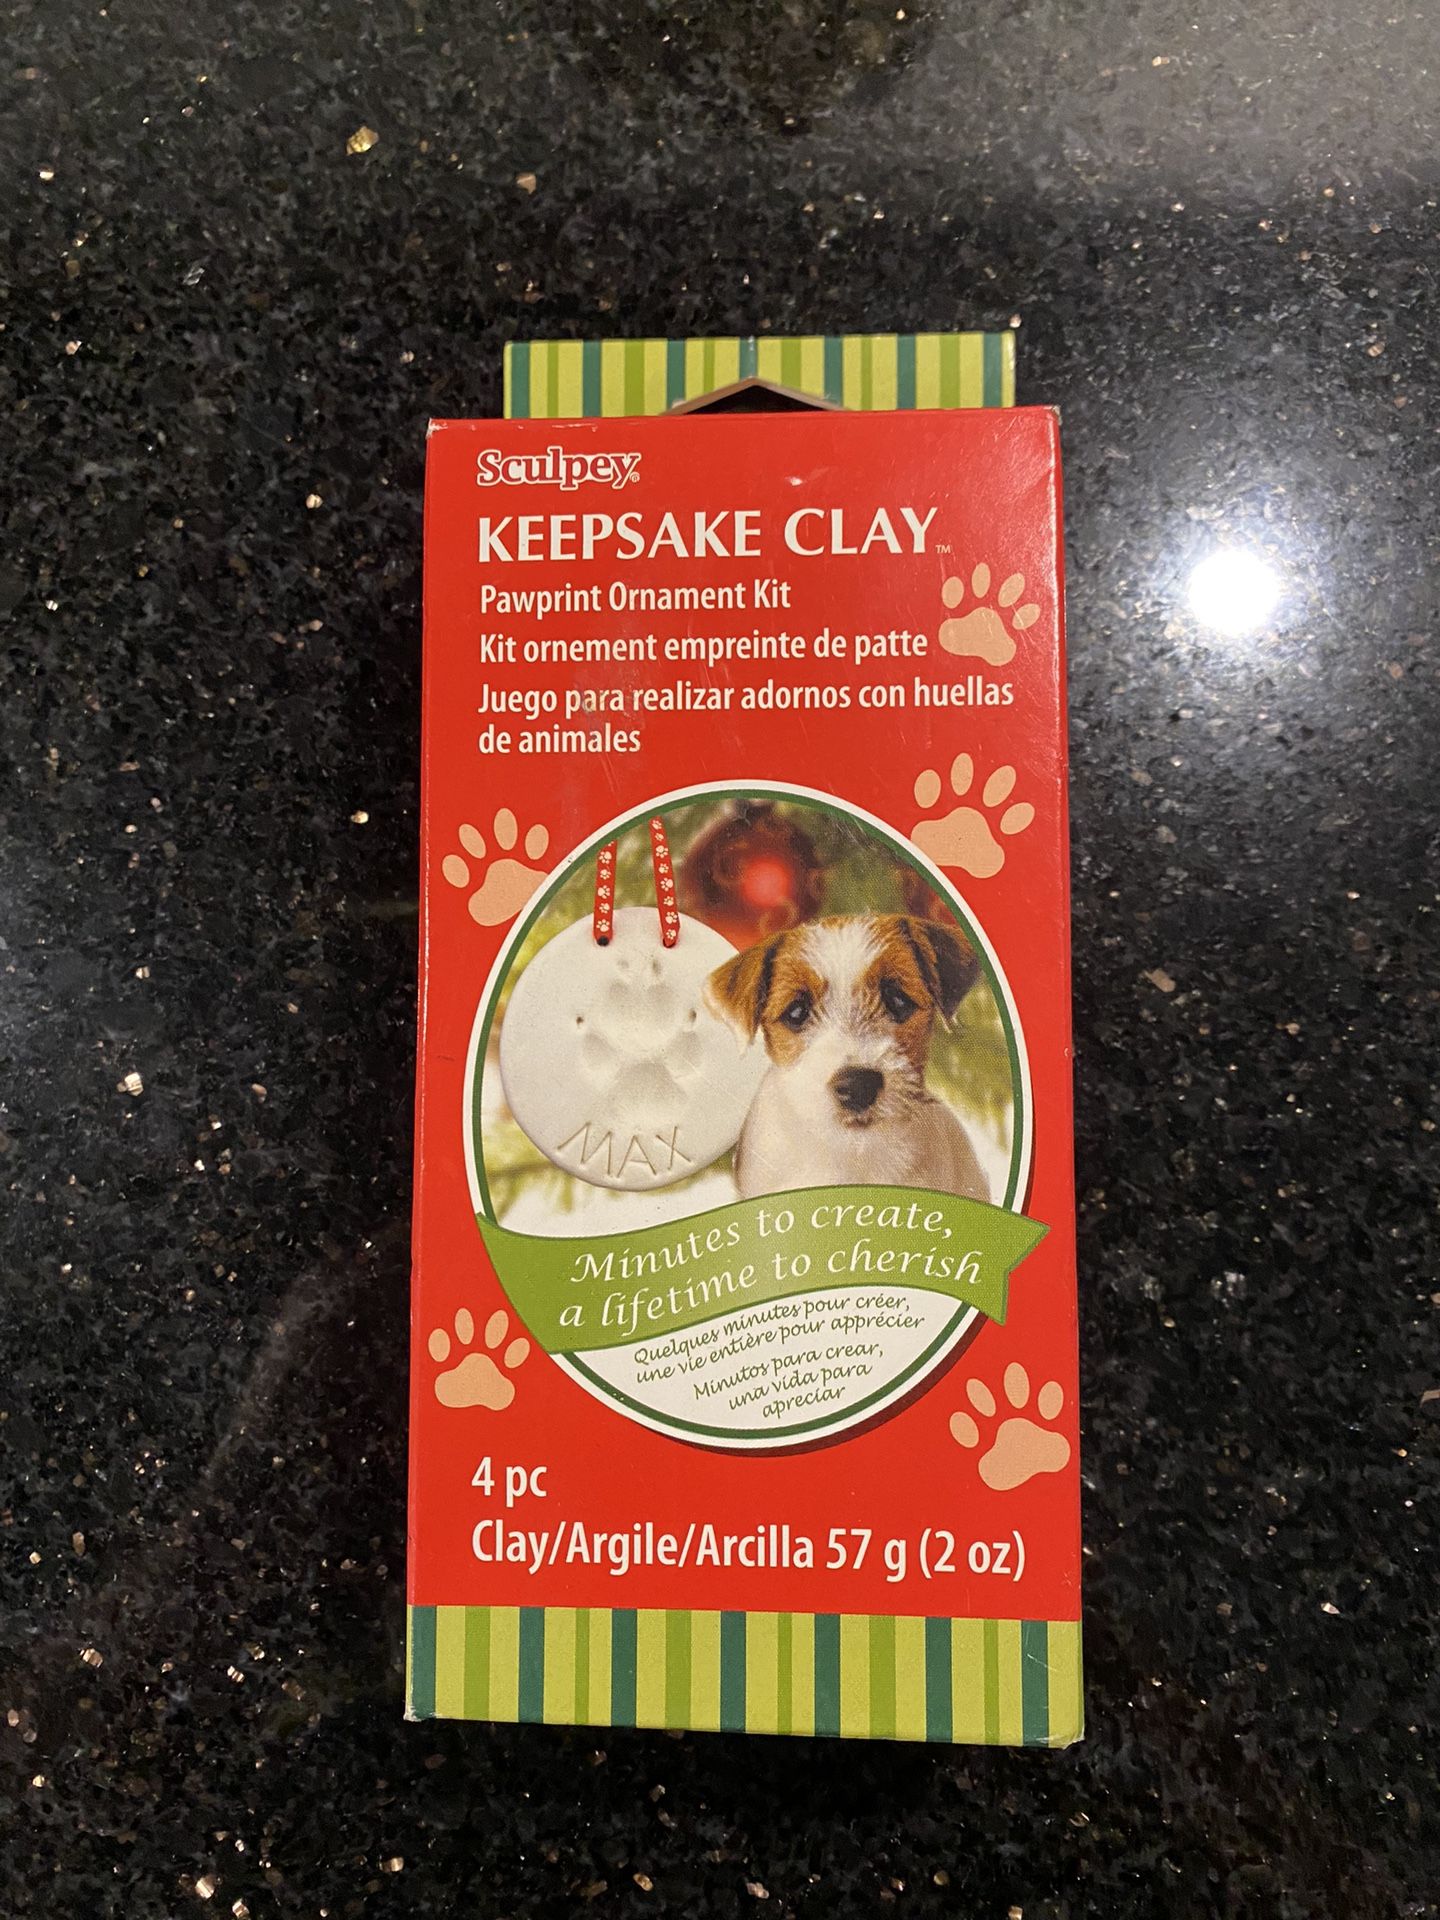 Sculpey®
KEEPSAKE CLAY™
Pawprint Ornament Kit
Kit ornement empreinte de patte
Juego para realizar adornos con huellas
de animales
MAX
Minutes to create,
a lifetime to cherish
Quelques minutes pour créer,
une vie entière pour apprécier
Minutos para crear,
una vida para
apreciar
4 pc
Clay/Argile/Arcilla 57 g (2 oz)